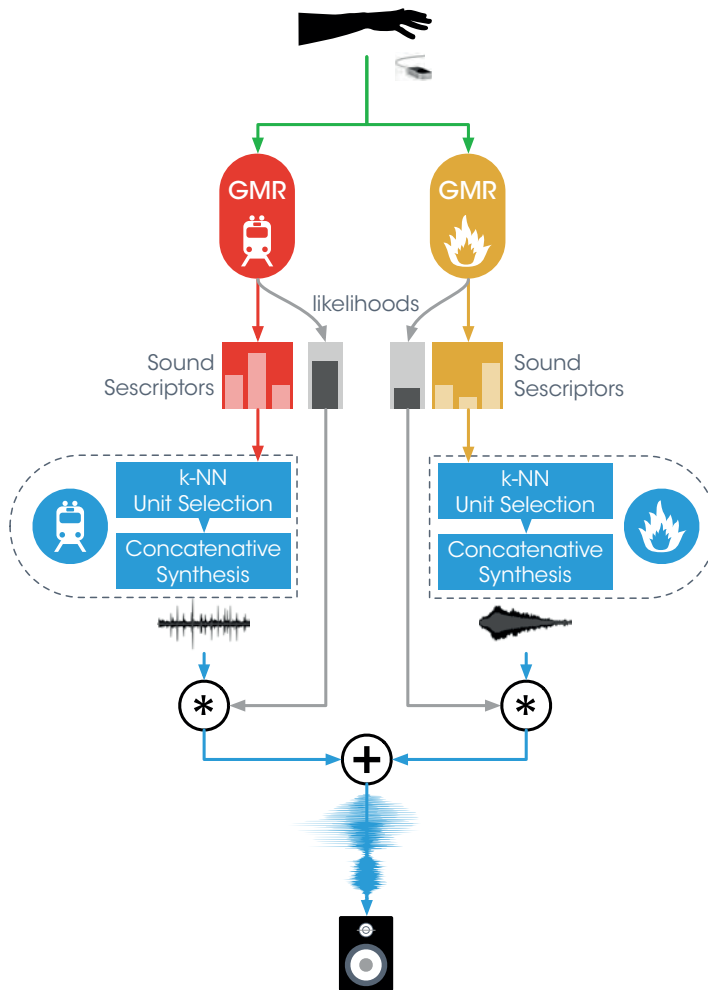 GMR
GMR
likelihoods
Sound
Sescriptors
Sound
Sescriptors
k-NN
Unit Selection
Concatenative
Synthesis
k-NN
Unit Selection
Concatenative
Synthesis
*
*
+